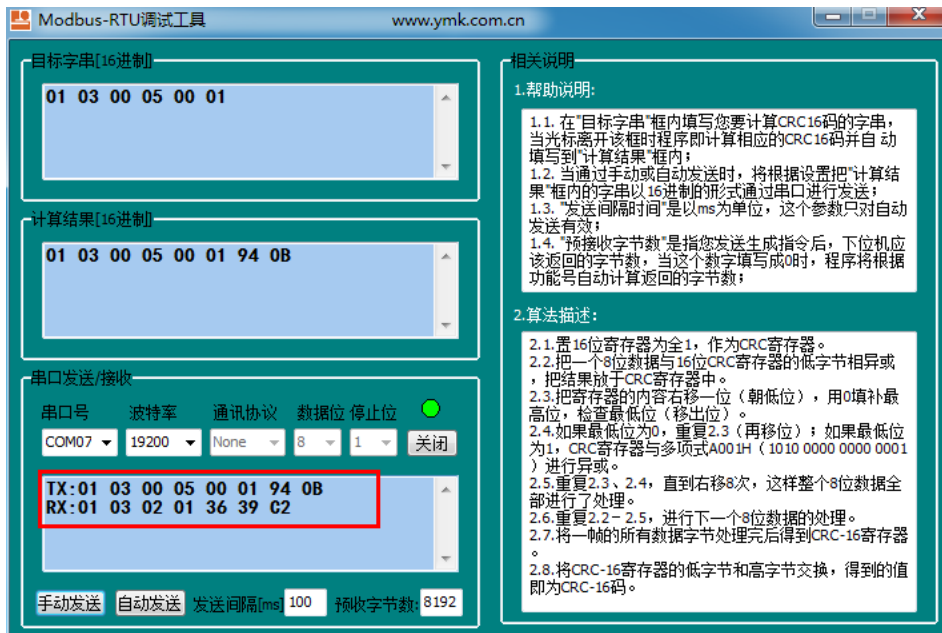 Modbus-RTU调试工具 www.ymk.com.cn
目标字串[16进制]
01 03 00 05 00 01
计算结果[16进制]
01 03 00 05 00 01 94 0B
串口发送/接收
串口号 波特率 通讯协议 数据位 停止位
COM07 19200 None 8 1 关闭
TX:01 03 00 05 00 01 94 0B
RX:01 03 02 01 36 39 C2
手动发送 自动发送 发送间隔[ms] 100 预收字节数: 8192
相关说明
1.帮助说明:
1.1. 在"目标字串"框内填写您要计算CRC16码的字串，
当光标离开该框时程序即计算相应的CRC16码并自 动
填写到"计算结果"框内；
1.2. 当通过手动或自动发送时，将根据设置把"计算结
果"框内的字串以16进制的形式通过串口进行发送；
1.3. "发送间隔时间"是以ms为单位，这个参数只对自动
发送有效；
1.4. "预接收字节数"是指您发送生成指令后，下位机应
该返回的字节数，当这个数字填写成0时，程序将根据
功能号自动计算返回的字节数；
2.算法描述：
2.1.置16位寄存器为全1，作为CRC寄存器。
2.2.把一个8位数据与16位CRC寄存器的低字节相异或
，把结果放于CRC寄存器中。
2.3.把寄存器的内容右移一位（朝低位），用0填补最
高位，检查最低位（移出位）。
2.4.如果最低位为0，重复2.3（再移位）；如果最低位
为1，CRC寄存器与多项式A001H（1010 0000 0000 0001
）进行异或。
2.5.重复2.3、2.4，直到右移8次，这样整个8位数据全
部进行了处理。
2.6.重复2.2－2.5，进行下一个8位数据的处理。
2.7.将一帧的所有数据字节处理完后得到CRC-16寄存器
。
2.8.将CRC-16寄存器的低字节和高字节交换，得到的值
即为CRC-16码。